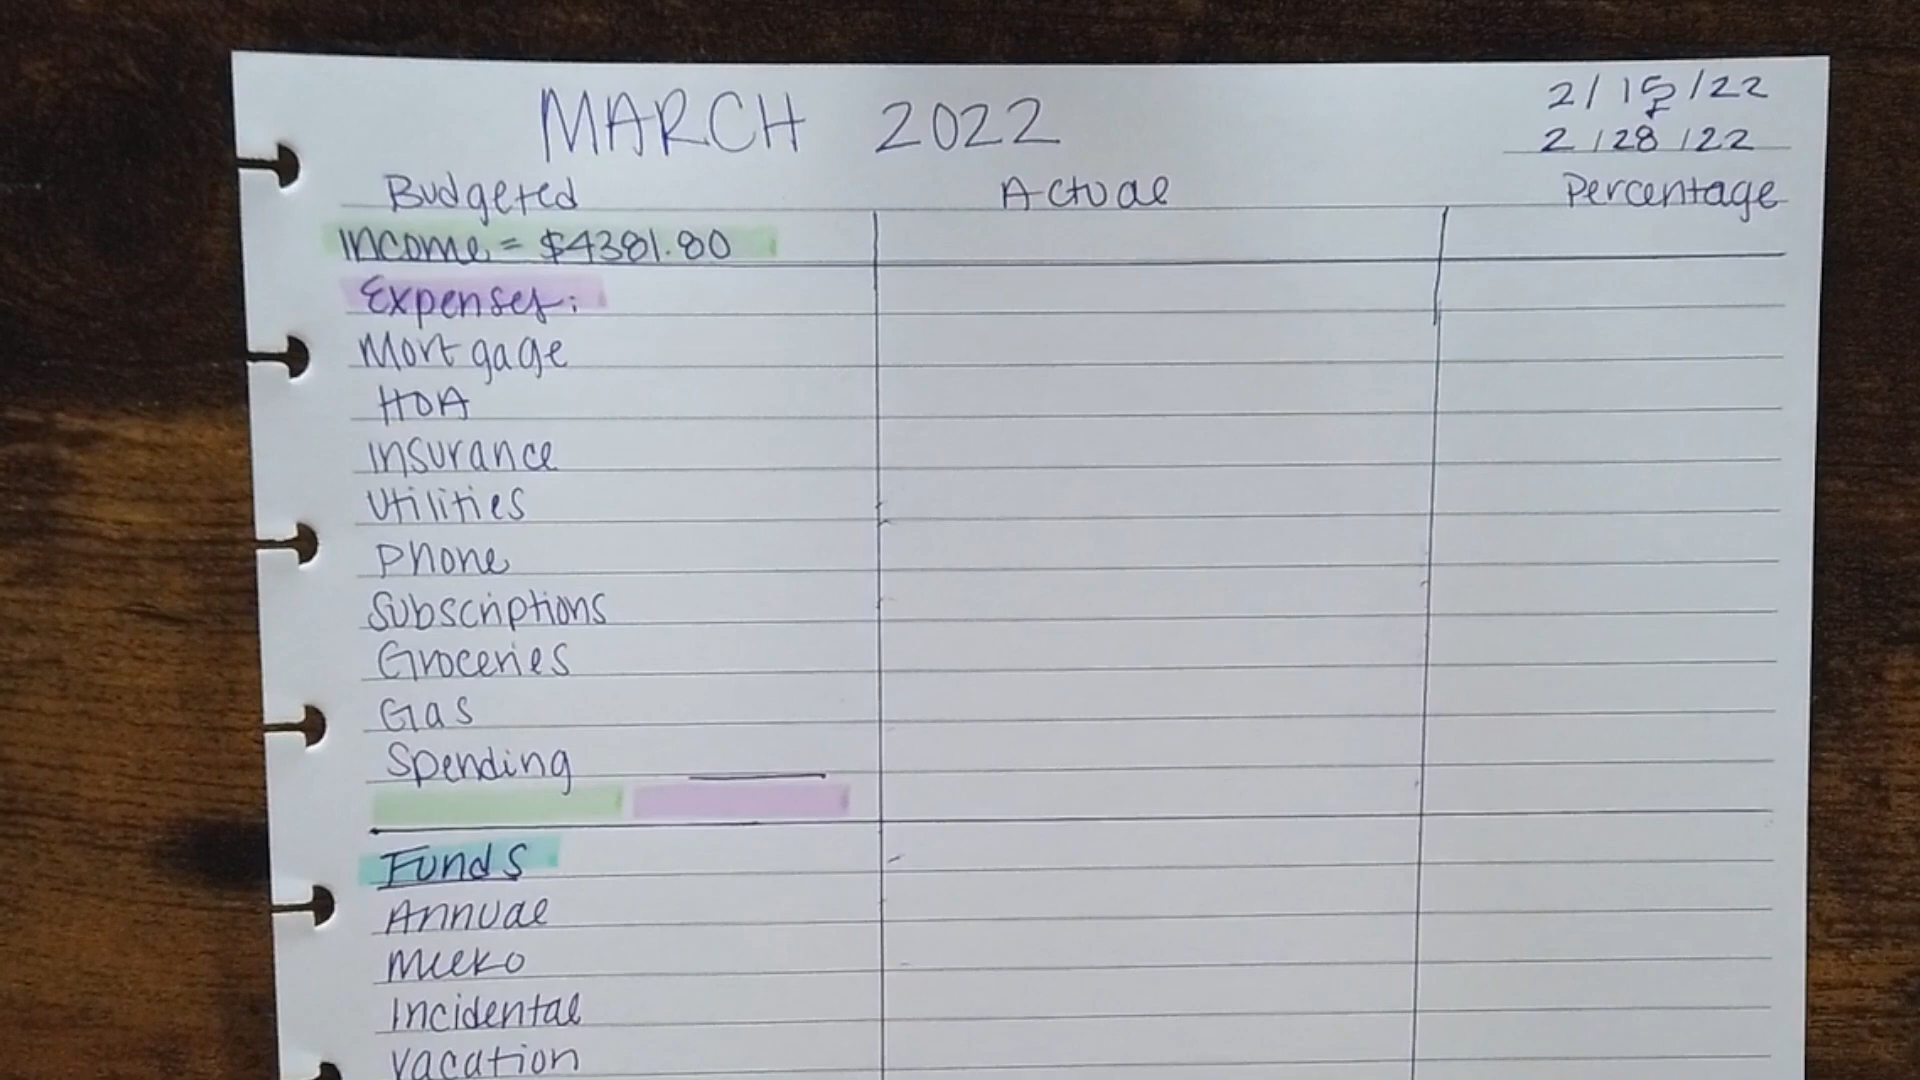 MARCH 2022
2/15/22
2/28/22
Budgeted Actual Percentage
Income = $4381.80
Expenses:
Mortgage
HOA
Insurance
Utilities
Phone
Subscriptions
Groceries
Gas
Spending
Funds
Annual
Meeko
Incidental
Vacation